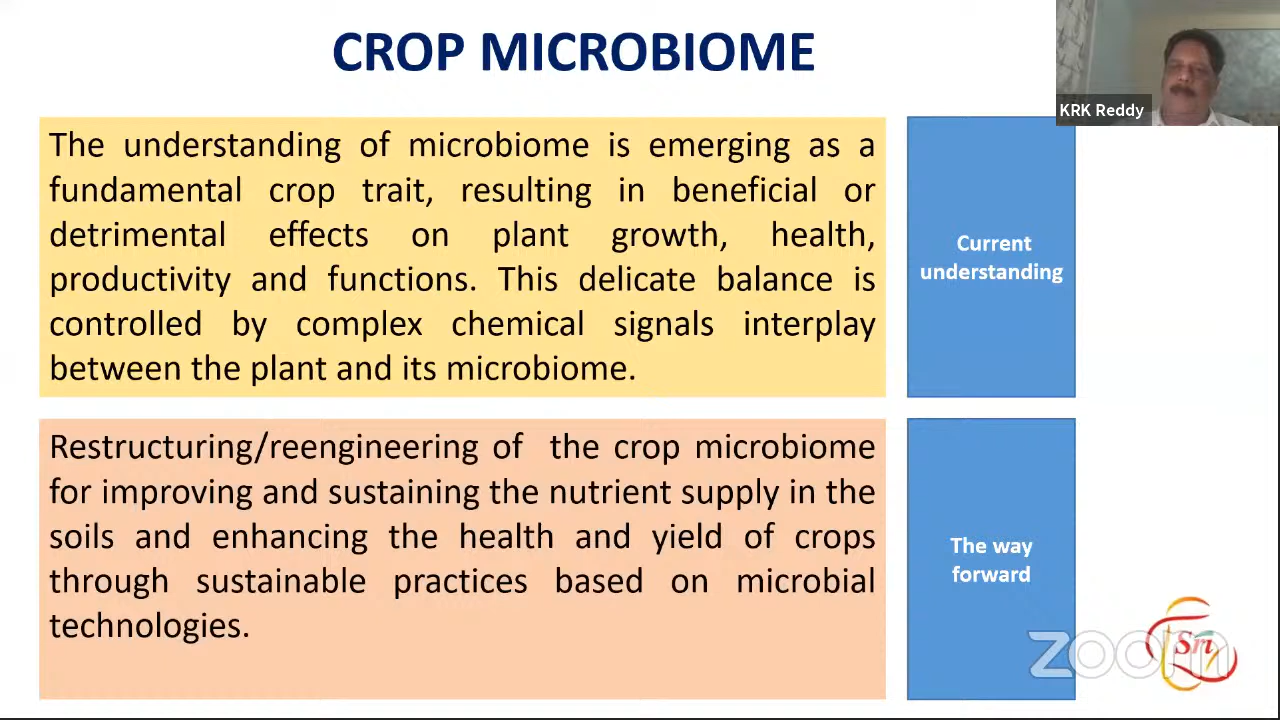 CROP MICROBIOME
KRK Reddy
The understanding of microbiome is emerging as a
fundamental crop trait, resulting in beneficial or
detrimental effects on plant growth, health,
productivity and functions. This delicate balance is
controlled by complex chemical signals interplay
between the plant and its microbiome.
Current
understanding
Restructuring/reengineering of the crop microbiome
for improving and sustaining the nutrient supply in the
soils and enhancing the health and yield of crops
through sustainable practices based on microbial
technologies.
The way
forward
zoom
Sri